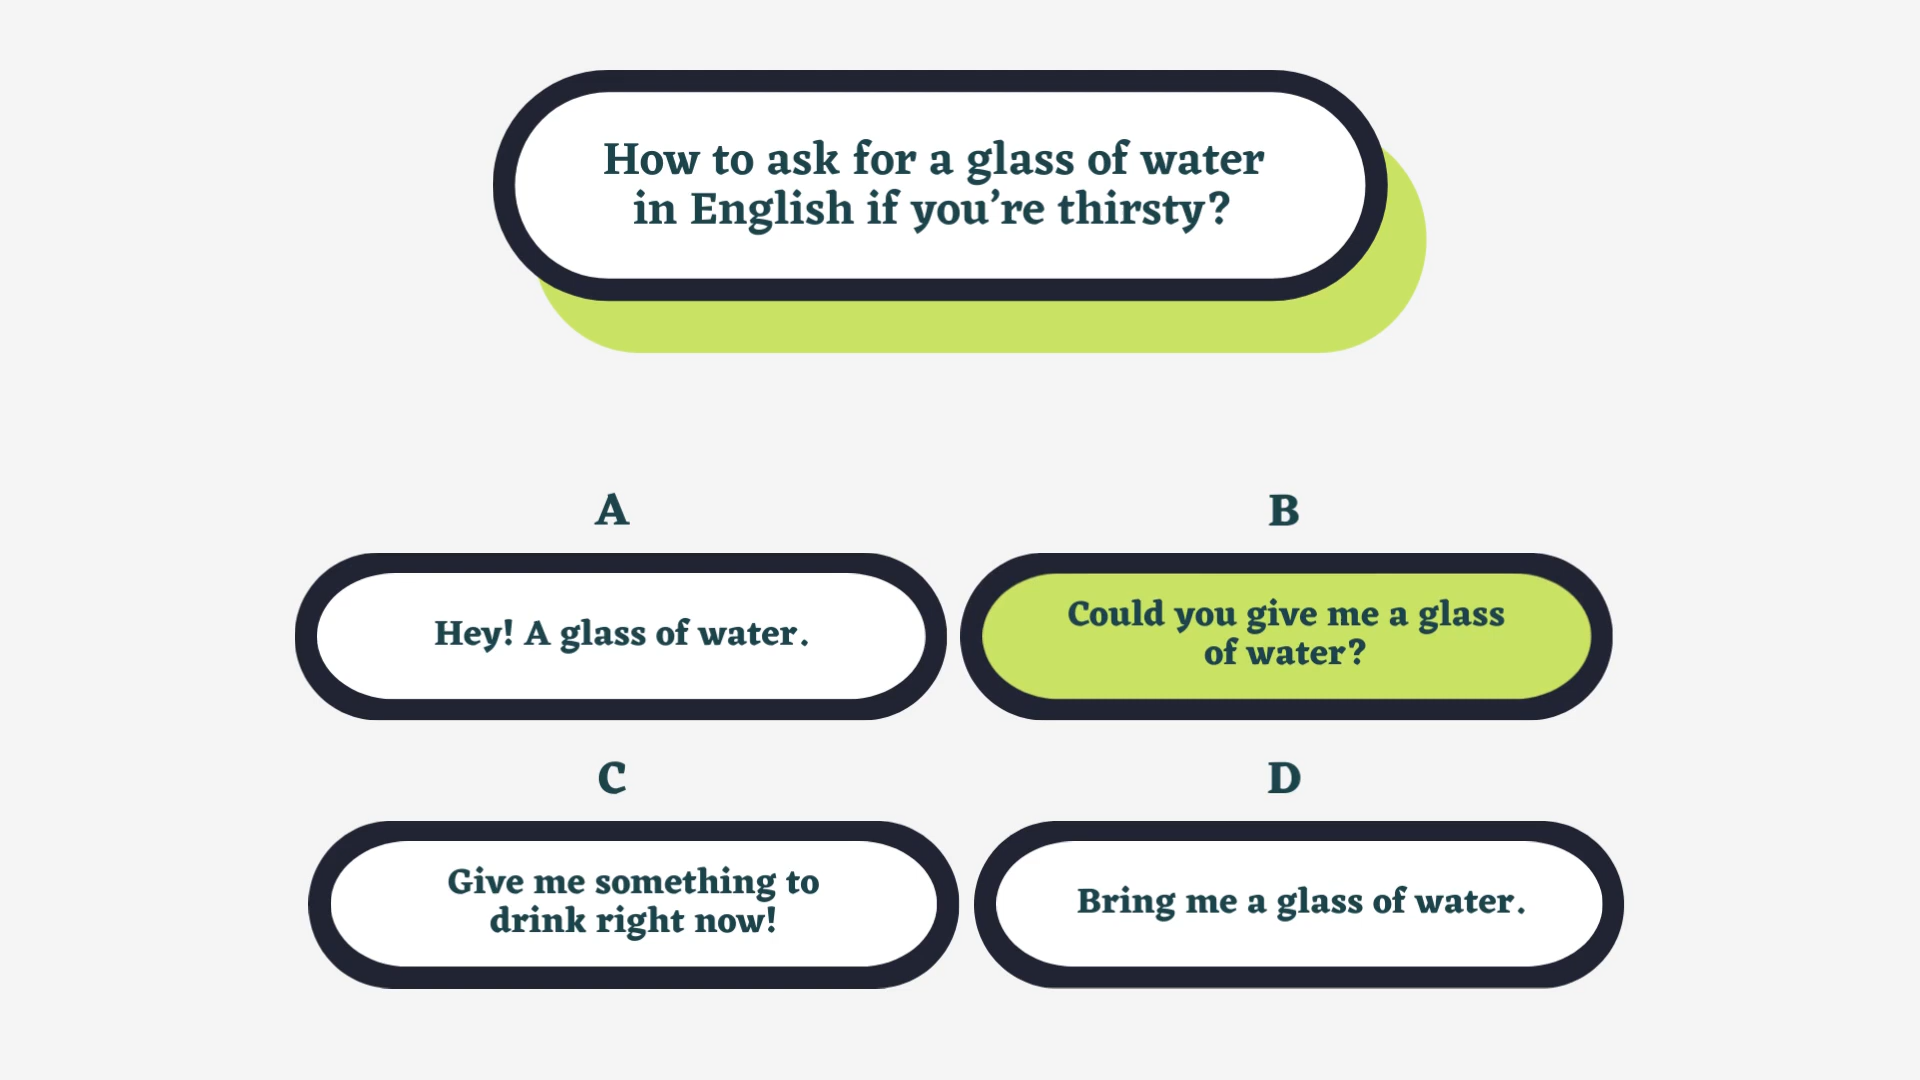 How to ask for a glass of water
in English if you’re thirsty?
A
Hey! A glass of water.
B
Could you give me a glass
of water?
C
Give me something to
drink right now!
D
Bring me a glass of water.